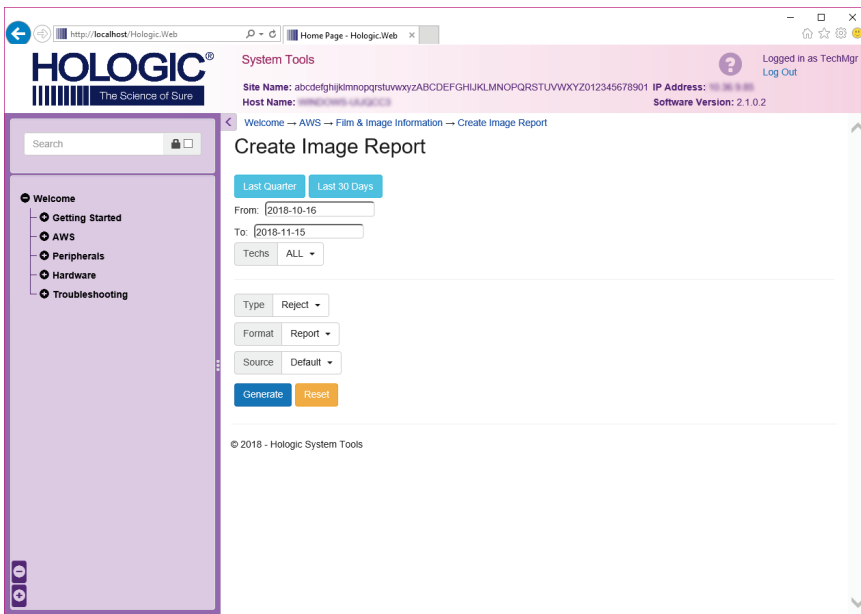 http://localhost/Hologic.Web
Home Page - Hologic.Web
HOLOGIC®
The Science of Sure
System Tools
Logged in as TechMgr
Log Out
Site Name: abcdefghijklmnopqrstuvwxyzABCDEFGHIJKLMNOPQRSTUVWXYZ012345678901 IP Address:
Host Name:
Software Version: 2.1.0.2
Search
Welcome → AWS → Film & Image Information → Create Image Report
Create Image Report
Last Quarter Last 30 Days
From: 2018-10-16
To: 2018-11-15
Techs ALL
Welcome
Getting Started
AWS
Peripherals
Hardware
Troubleshooting
Type Reject
Format Report
Source Default
Generate Reset
© 2018 - Hologic System Tools